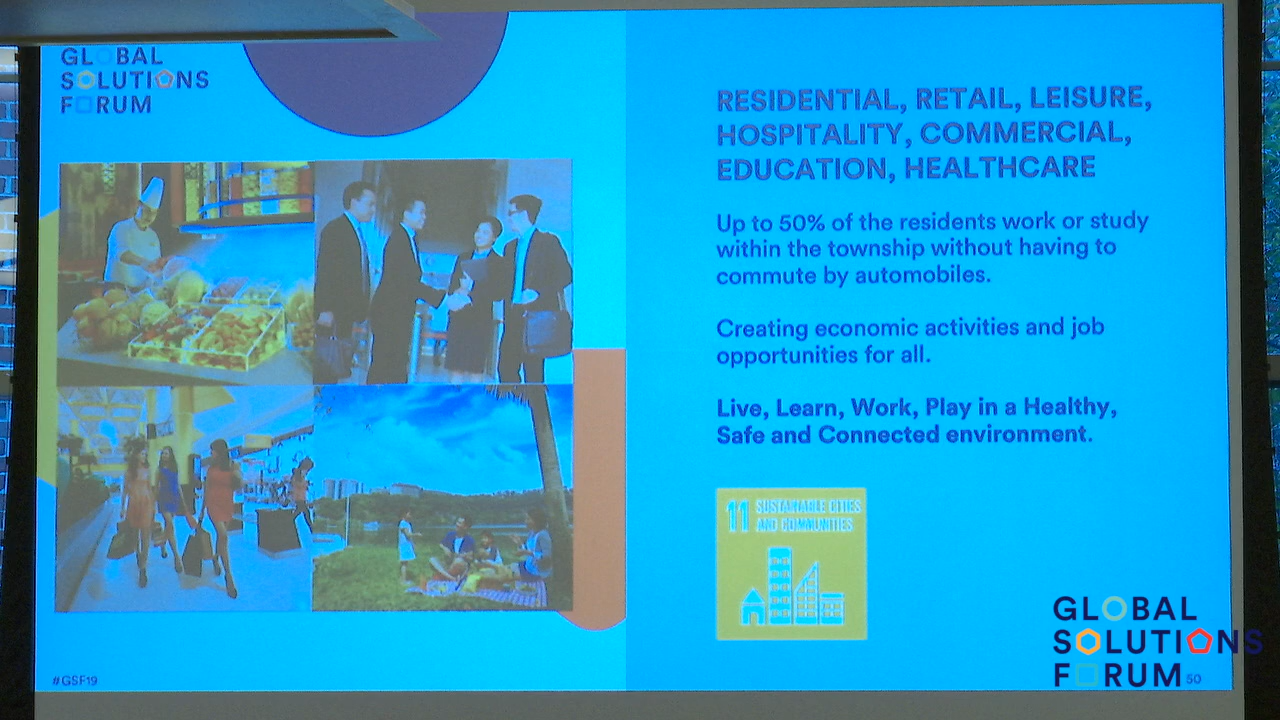 GLOBAL
SOLUTIONS
FORUM
RESIDENTIAL, RETAIL, LEISURE,
HOSPITALITY, COMMERCIAL,
EDUCATION, HEALTHCARE
Up to 50% of the residents work or study
within the township without having to
commute by automobiles.
Creating economic activities and job
opportunities for all.
Live, Learn, Work, Play in a Healthy,
Safe and Connected environment.
11 SUSTAINABLE CITIES
AND COMMUNITIES
#GSF19
GLOBAL
SOLUTIONS
FORUM
50